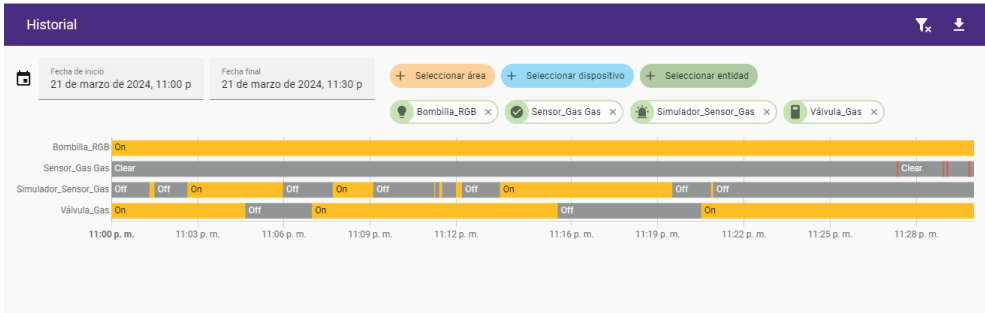 Historial
Fecha de inicio
21 de marzo de 2024, 11:00 p
Fecha final
21 de marzo de 2024, 11:30 p
+ Seleccionar área
+ Seleccionar dispositivo
+ Seleccionar entidad
Bombilla_RGB ×
Sensor_Gas Gas ×
Simulador_Sensor_Gas ×
Válvula_Gas ×
Bombilla_RGB On
Sensor_Gas Gas Clear Clear
Simulador_Sensor_Gas Off Off On Off On Off Off On Off Off
Válvula_Gas On Off On Off On
11:00 p. m. 11:03 p. m. 11:06 p. m. 11:09 p. m. 11:12 p. m. 11:16 p. m. 11:19 p. m. 11:22 p. m. 11:25 p. m. 11:28 p. m.